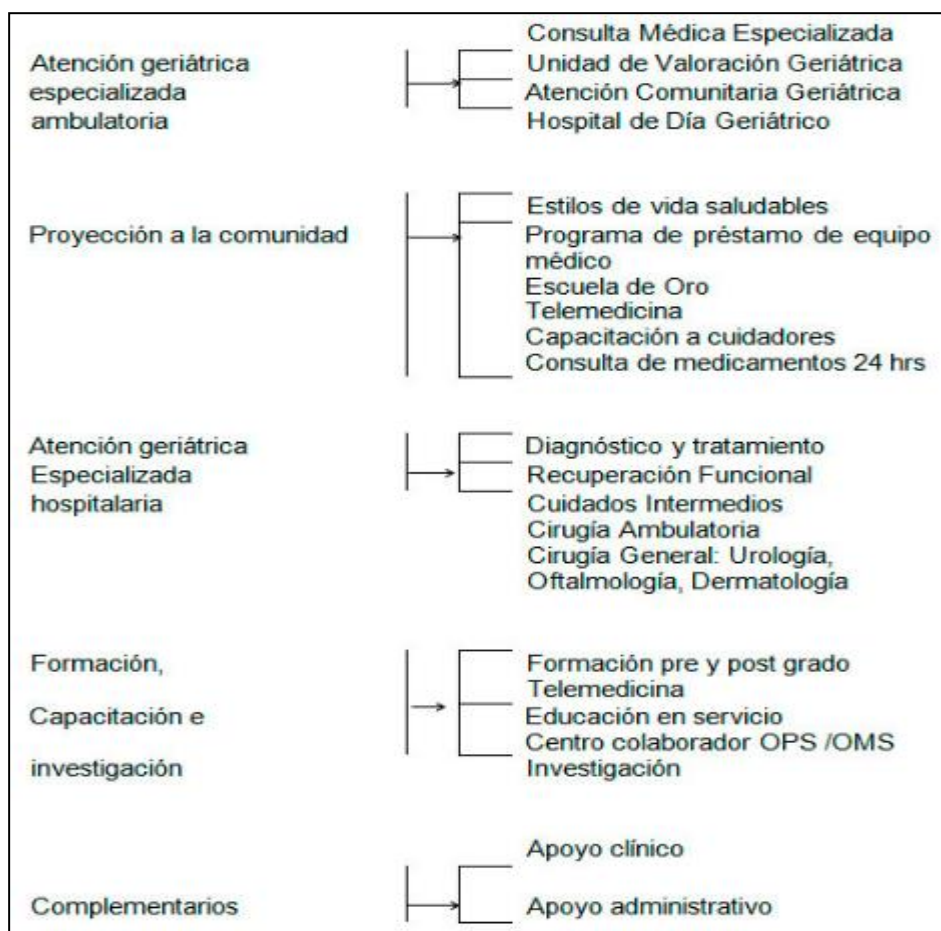 Atención geriátrica
especializada
ambulatoria
Consulta Médica Especializada
Unidad de Valoración Geriátrica
Atención Comunitaria Geriátrica
Hospital de Día Geriátrico
Proyección a la comunidad
Estilos de vida saludables
Programa de préstamo de equipo
médico
Escuela de Oro
Telemedicina
Capacitación a cuidadores
Consulta de medicamentos 24 hrs
Atención geriátrica
Especializada
hospitalaria
Diagnóstico y tratamiento
Recuperación Funcional
Cuidados Intermedios
Cirugía Ambulatoria
Cirugía General: Urología,
Oftalmología, Dermatología
Formación,
Capacitación e
investigación
Formación pre y post grado
Telemedicina
Educación en servicio
Centro colaborador OPS /OMS
Investigación
Complementarios
Apoyo clínico
Apoyo administrativo